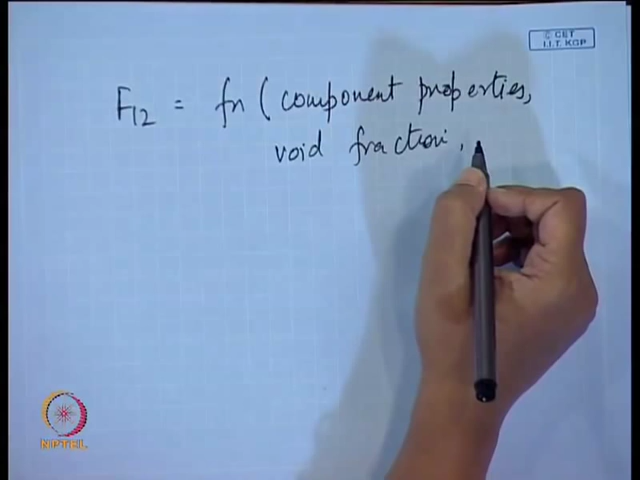 © CET
I.I.T. KGP
F12 = fn ( component properties,
void fraction,
NPTEL